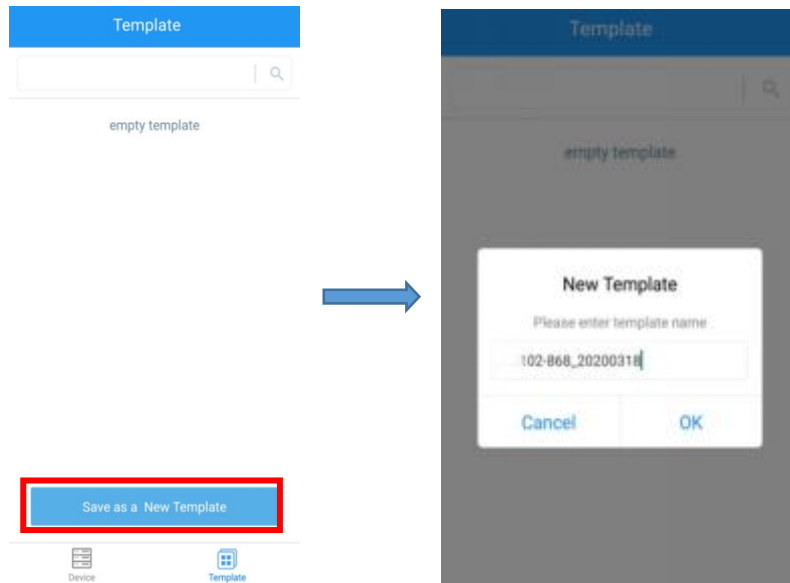 Template
empty template
Save as a New Template
Device
Template
Template
empty template
New Template
Please enter template name
102-868_20200318
Cancel
OK